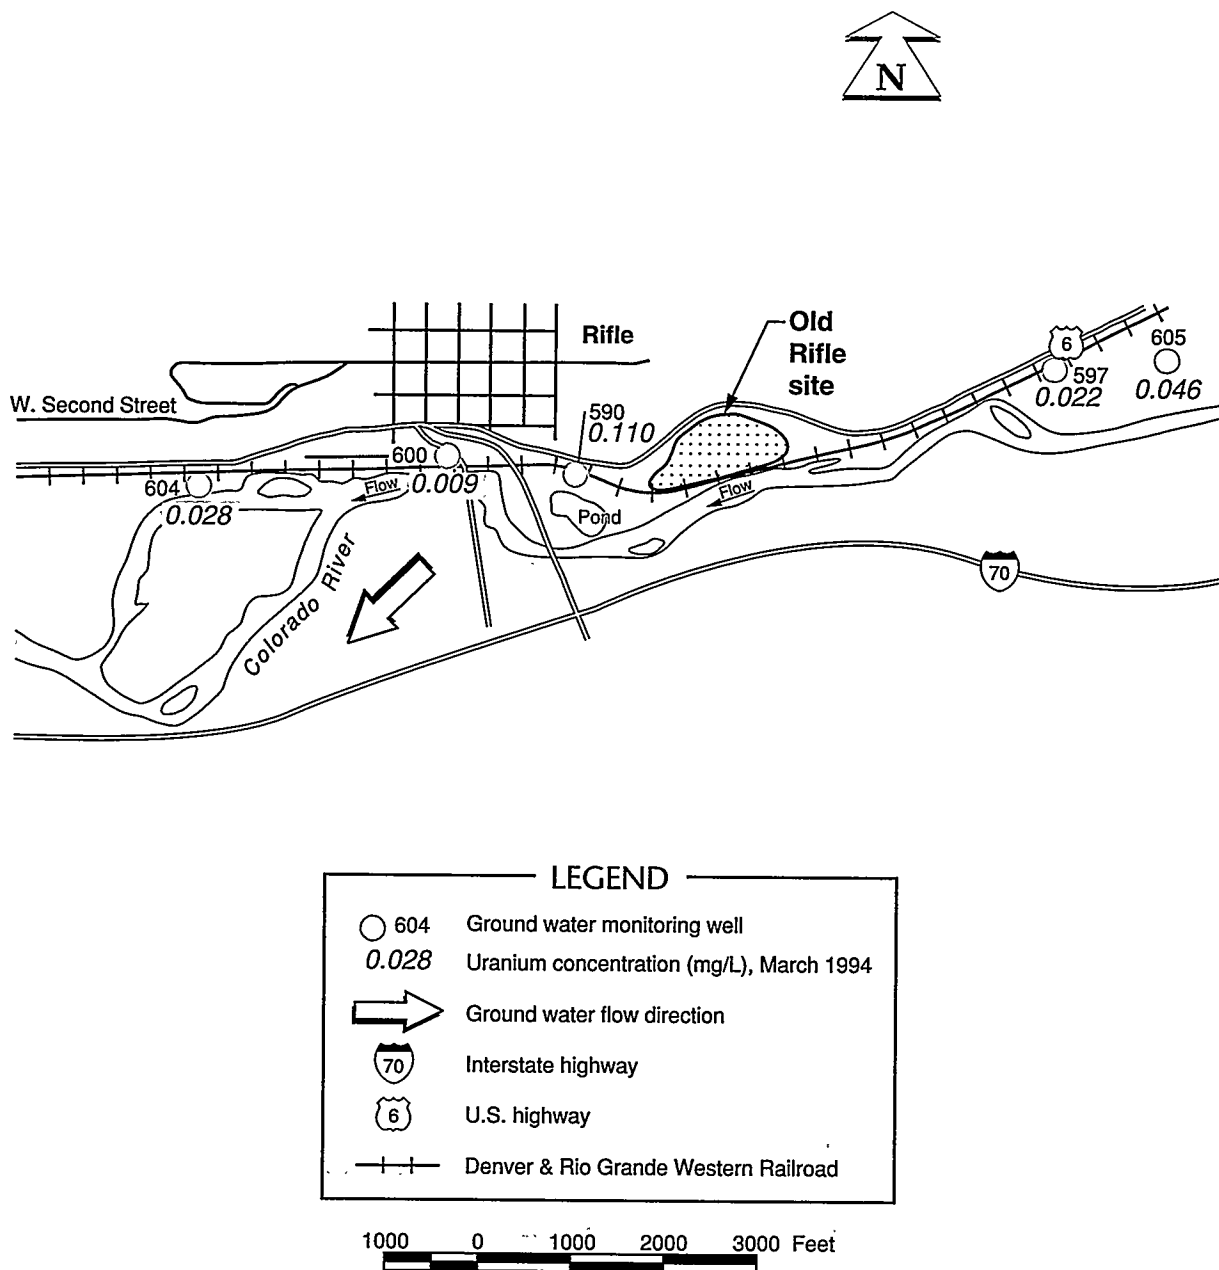 N
Rifle
Old
Rifle
site
6
605
597
0.046
0.022
W. Second Street
590
0.110
600
604
Flow
0.009
0.028
Pond
Flow
70
Colorado River
LEGEND
604 Ground water monitoring well
0.028 Uranium concentration (mg/L), March 1994
Ground water flow direction
70 Interstate highway
6 U.S. highway
Denver & Rio Grande Western Railroad
1000 0 1000 2000 3000 Feet